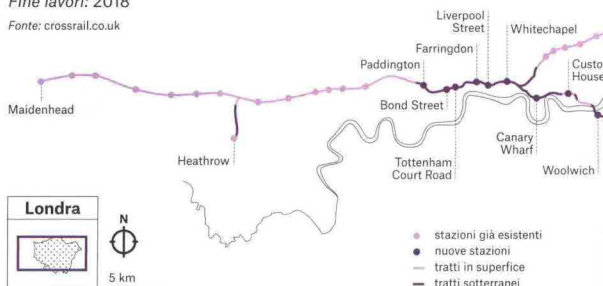 Fine lavori: 2018
Fonte: crossrail.co.uk
Liverpool
Street
Whitechapel
Farringdon
Paddington
Custo
House
Maidenhead
Bond Street
Heathrow
Tottenham
Court Road
Canary
Wharf
Woolwich
Londra
N
5 km
stazioni già esistenti
nuove stazioni
tratti in superfice
tratti sotterranei